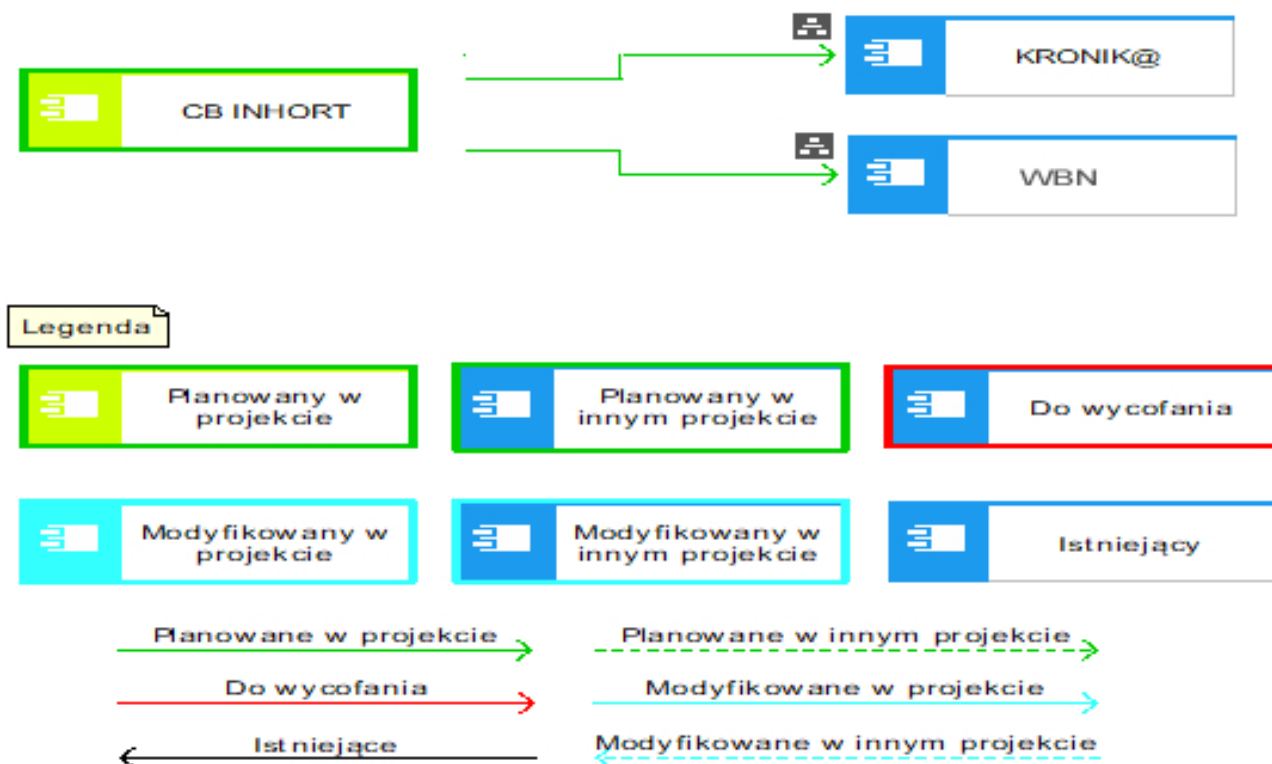 KRONIK@
CB INHORT
WBN
Legenda
Planowany w
projekcie
Planowany w
innym projekcie
Do wycofania
Modyfikowany w
projekcie
Modyfikowany w
innym projekcie
Istniejący
Planowane w projekcie
Planowane w innym projekcie
Do wycofania
Modyfikowane w projekcie
Istniejące
Modyfikowane w innym projekcie